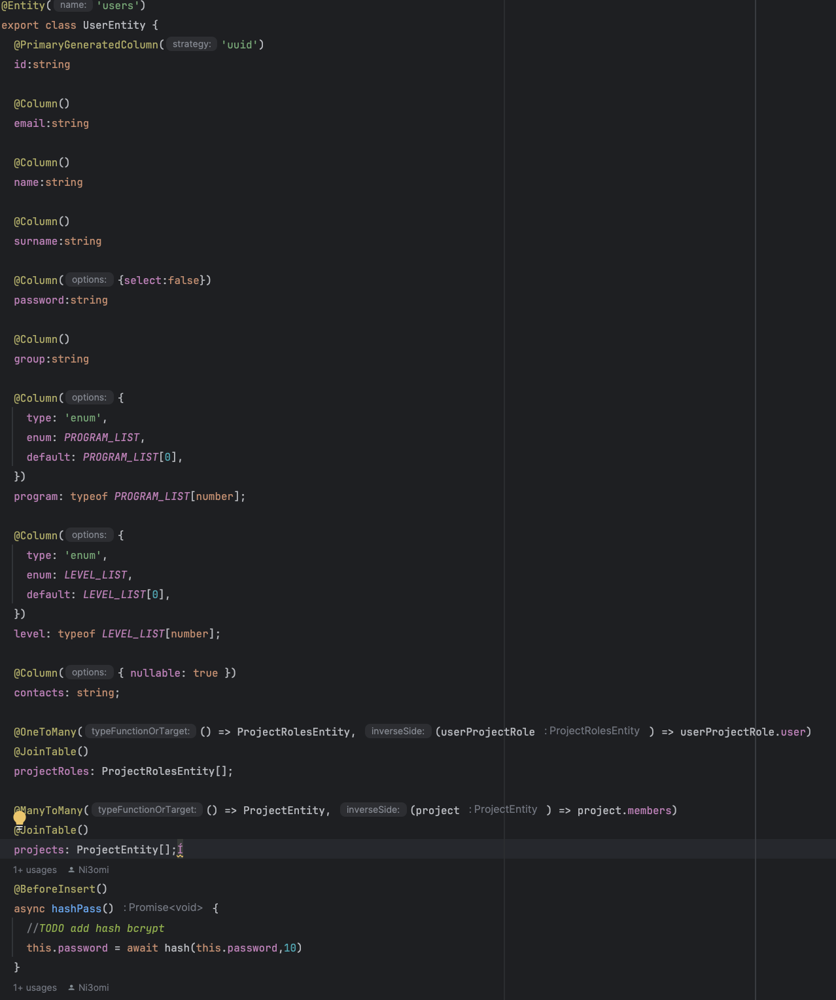 @Entity( name: 'users')
export class UserEntity {
@PrimaryGeneratedColumn( strategy: 'uuid')
id:string
@Column()
email:string
@Column()
name:string
@Column()
surname:string
@Column( options: {select:false})
password:string
@Column()
group:string
@Column( options: {
type: 'enum',
enum: PROGRAM_LIST,
default: PROGRAM_LIST[0],
})
program: typeof PROGRAM_LIST[number];
@Column( options: {
type: 'enum',
enum: LEVEL_LIST,
default: LEVEL_LIST[0],
})
level: typeof LEVEL_LIST[number];
@Column( options: { nullable: true })
contacts: string;
@OneToMany( typeFunctionOrTarget: () => ProjectRolesEntity, inverseSide: (userProjectRole : ProjectRolesEntity ) => userProjectRole.user)
@JoinTable()
projectRoles: ProjectRolesEntity[];
@ManyToMany( typeFunctionOrTarget: () => ProjectEntity, inverseSide: (project : ProjectEntity ) => project.members)
@JoinTable()
projects: ProjectEntity[];Í
1+ usages Ni3omi
@BeforeInsert()
async hashPass() : Promise<void> {
//TODO add hash bcrypt
this.password = await hash(this.password,10)
}
1+ usages Ni3omi